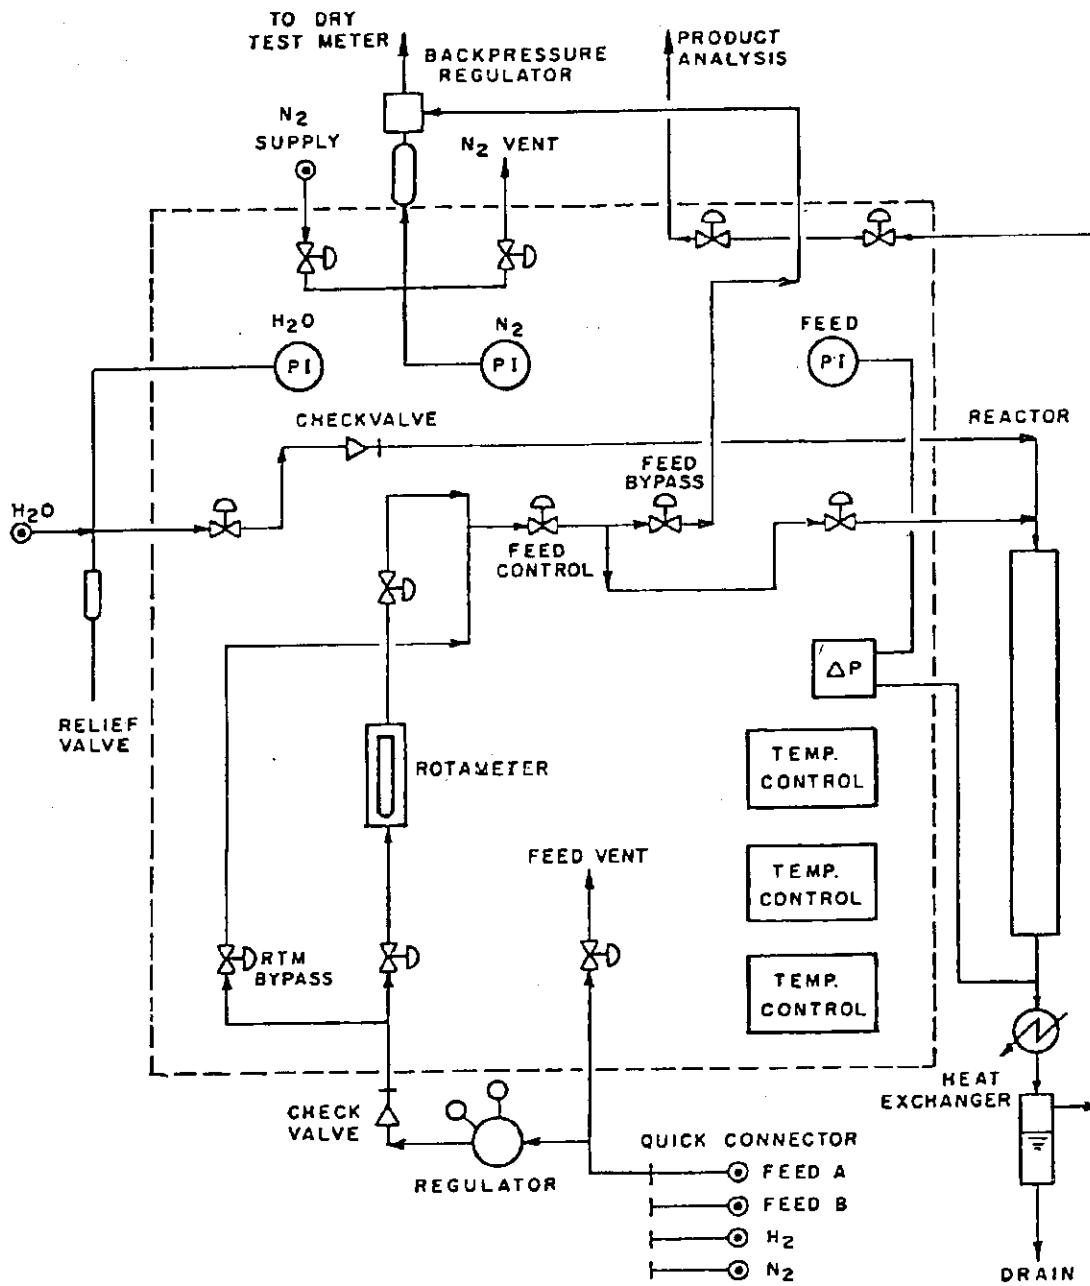 TO DRY
TEST METER
BACKPRESSURE
REGULATOR
PRODUCT
ANALYSIS
N2
SUPPLY
N2 VENT
H2O
PI
N2
PI
FEED
PI
CHECKVALVE
REACTOR
FEED
BYPASS
H2O
FEED
CONTROL
RELIEF
VALVE
ΔP
ROTAMETER
TEMP.
CONTROL
FEED VENT
TEMP.
CONTROL
RTM
BYPASS
TEMP.
CONTROL
HEAT
EXCHANGER
CHECK
VALVE
REGULATOR
QUICK CONNECTOR
FEED A
FEED B
H2
N2
DRAIN